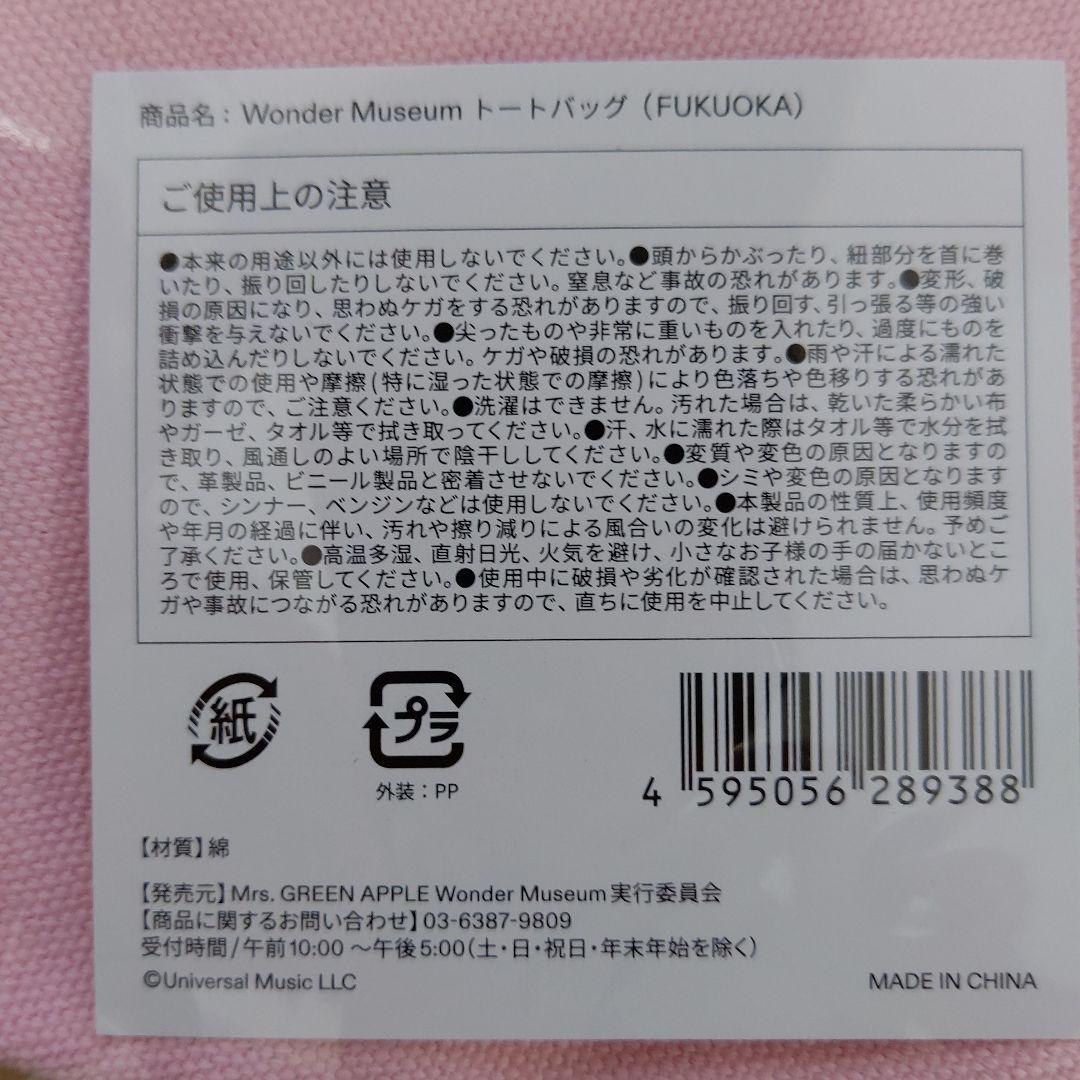 商品名：Wonder Museum トートバッグ（FUKUOKA）
ご使用上の注意
●本来の用途以外には使用しないでください。●頭からかぶったり、紐部分を首に巻
いたり、振り回したりしないでください。窒息など事故の恐れがあります。●変形、破
損の原因になり、思わぬケガをする恐れがありますので、振り回す、引っ張る等の強い
衝撃を与えないでください。●尖ったものや非常に重いものを入れたり、過度にものを
詰め込んだりしないでください。ケガや破損の恐れがあります。●雨や汗による濡れた
状態での使用や摩擦(特に湿った状態での摩擦)により色落ちや色移りする恐れがあ
りますので、ご注意ください。●洗濯はできません。汚れた場合は、乾いた柔らかい布
やガーゼ、タオル等で拭き取ってください。●汗、水に濡れた際はタオル等で水分を拭
き取り、風通しのよい場所で陰干ししてください。●変質や変色の原因となりますの
で、革製品、ビニール製品と密着させないでください。●シミや変色の原因となります
ので、シンナー、ベンジンなどは使用しないでください。●本製品の性質上、使用頻度
や年月の経過に伴い、汚れや擦り減りによる風合いの変化は避けられません。予めご
了承ください。●高温多湿、直射日光、火気を避け、小さなお子様の手の届かないとこ
ろで使用、保管してください。●使用中に破損や劣化が確認された場合は、思わぬケ
ガや事故につながる恐れがありますので、直ちに使用を中止してください。
紙
プラ
外装：PP
4 595056 289388
【材質】綿
【発売元】Mrs. GREEN APPLE Wonder Museum 実行委員会
【商品に関するお問い合わせ】03-6387-9809
受付時間/午前10:00 〜午後5:00（土・日・祝日・年末年始を除く）
©Universal Music LLC
MADE IN CHINA